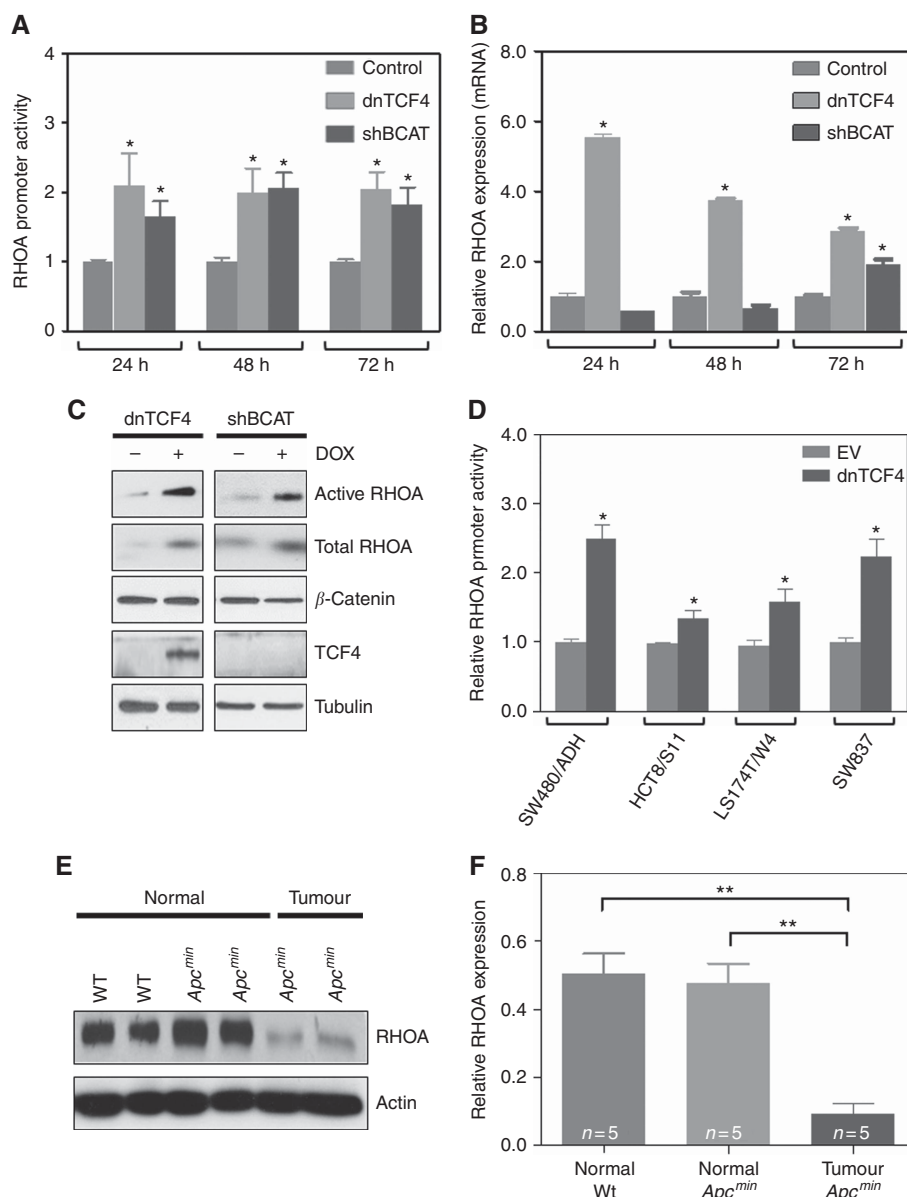 A
RHOA promoter activity
4
3
2
1
0
Control
dnTCF4
shBCAT
* * * * * *
24 h 48 h 72 h
B
Relative RHOA expression (mRNA)
8.0
6.0
4.0
2.0
0.0
Control
dnTCF4
shBCAT
* * * *
24 h 48 h 72 h
C
dnTCF4 shBCAT
– + – + DOX
Active RHOA
Total RHOA
β-Catenin
TCF4
Tubulin
D
Relative RHOA prmoter activity
4.0
3.0
2.0
1.0
0.0
EV
dnTCF4
* * * *
SW480/ADH HCT8/S11 LS174T/W4 SW837
E
Normal Tumour
WT WT Apcmin Apcmin Apcmin Apcmin
RHOA
Actin
F
Relative RHOA expression
0.8
0.6
0.4
0.2
0.0
**
**
n=5 n=5 n=5
Normal Normal Tumour
Wt Apcmin Apcmin